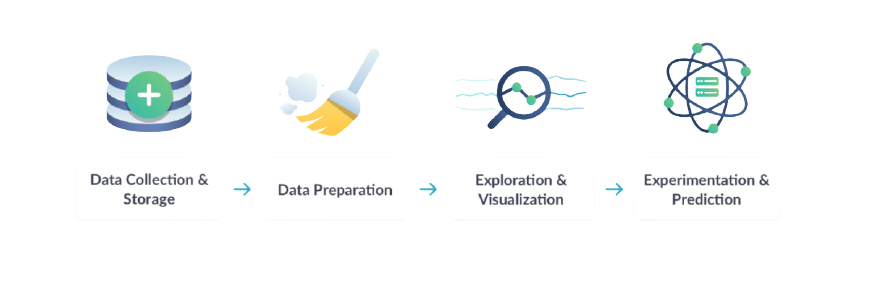 Data Collection &
Storage
Data Preparation
Exploration &
Visualization
Experimentation &
Prediction